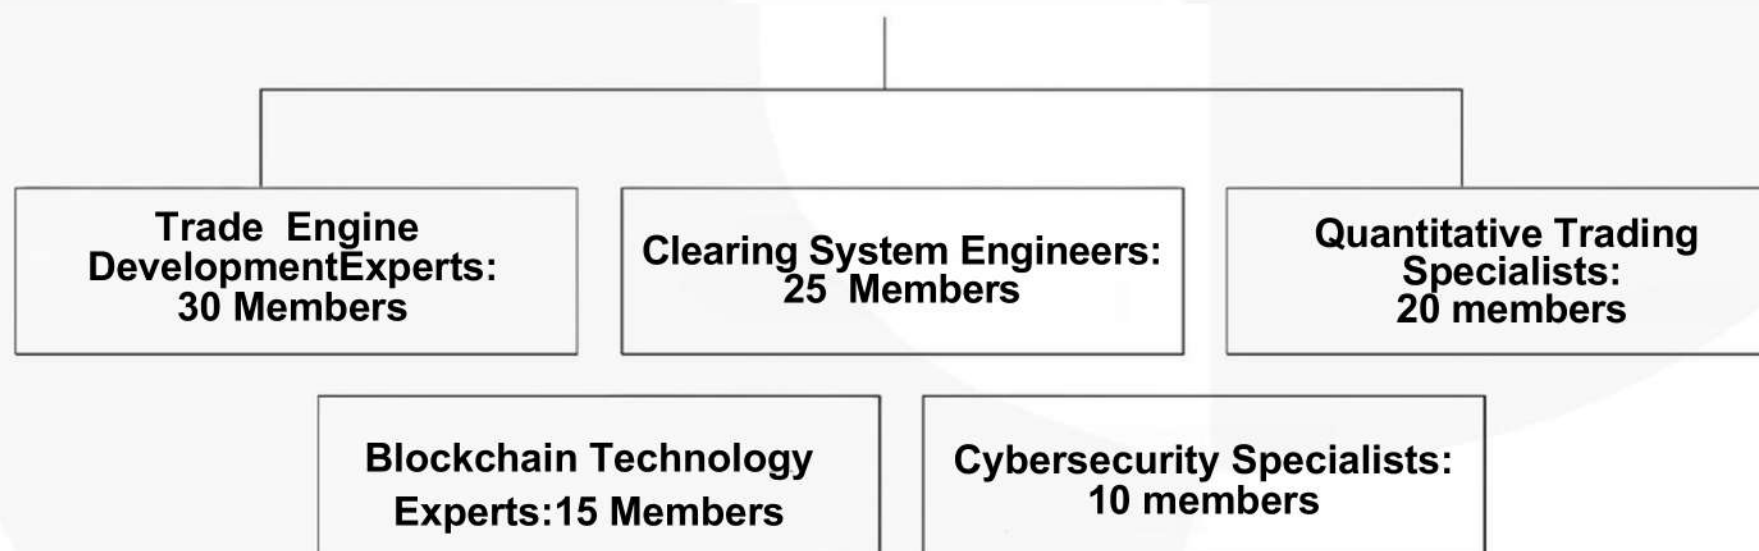 Trade  Engine
DevelopmentExperts:
30 Members
Clearing System Engineers:
25  Members
Quantitative Trading
Specialists:
20 members
Blockchain Technology
Experts:15 Members
Cybersecurity Specialists:
10 members